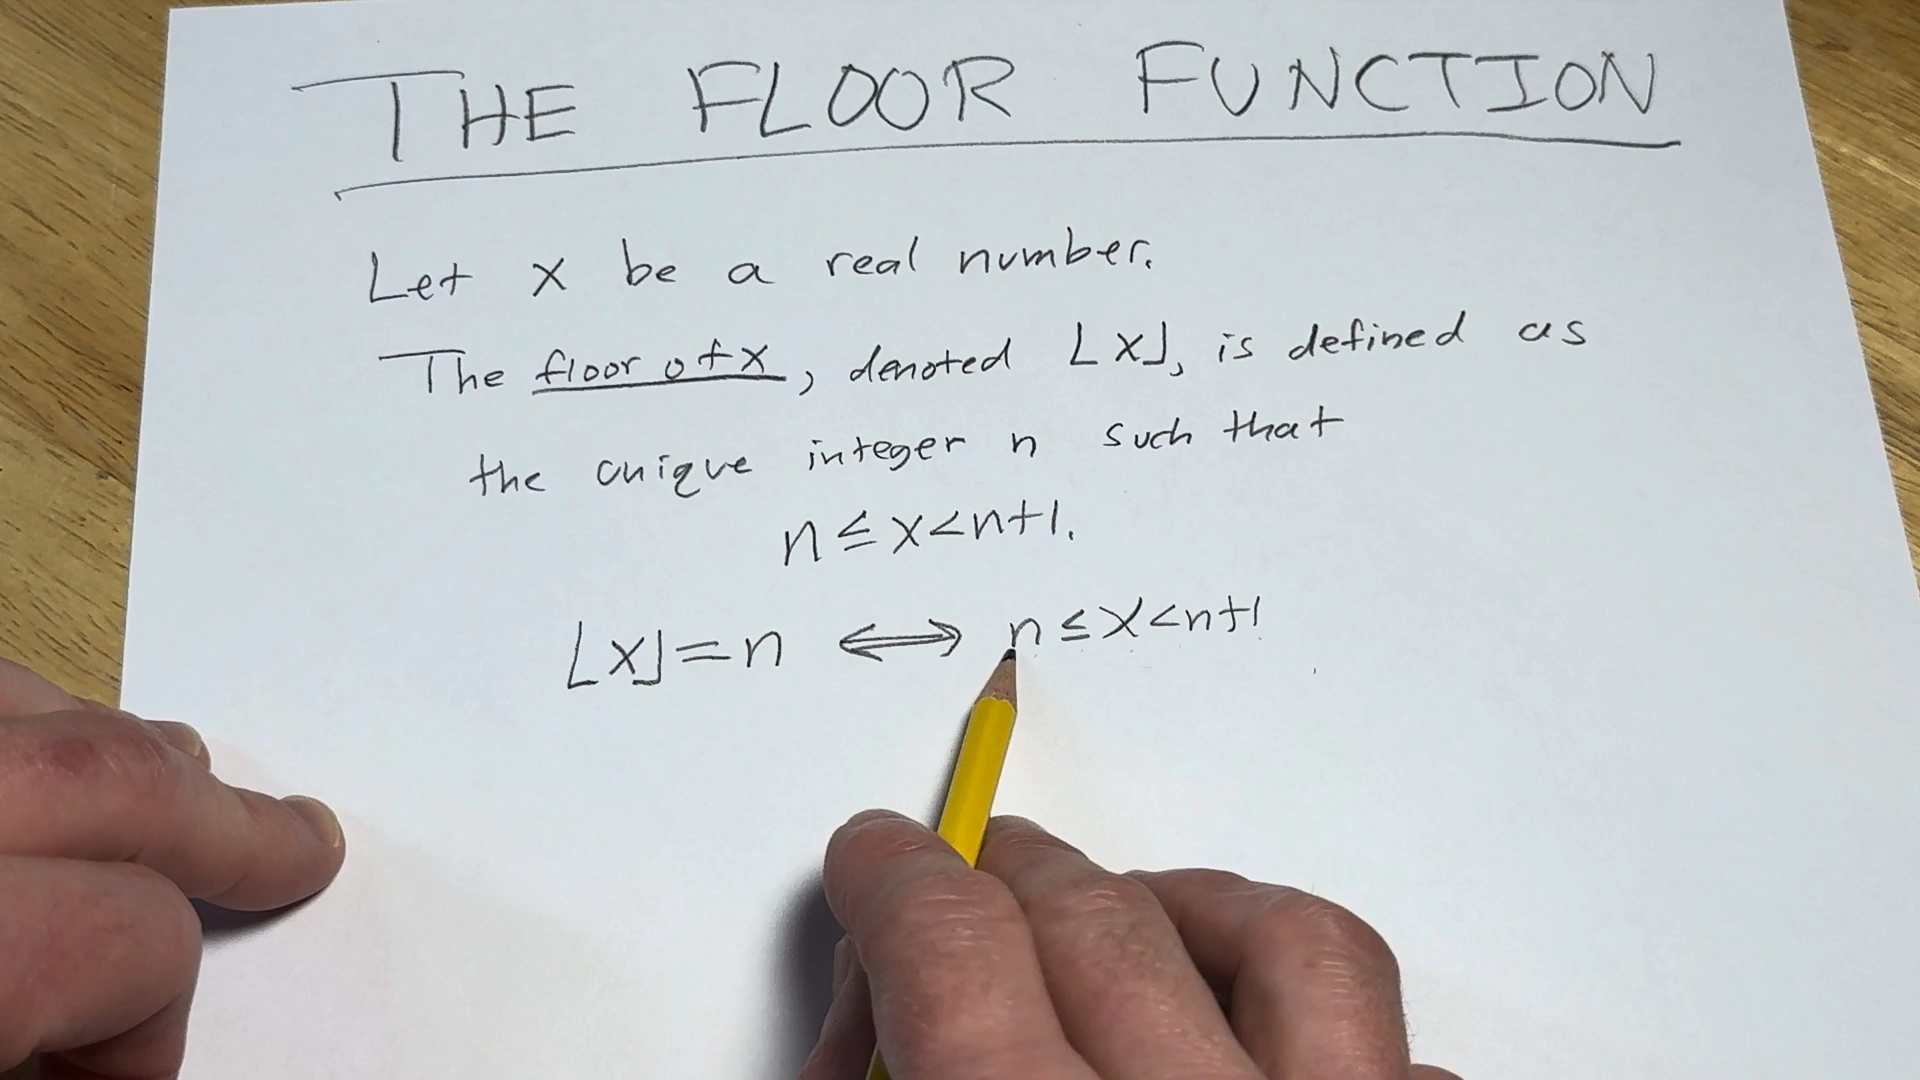 THE FLOOR FUNCTION
Let x be a real number.
The floor of x, denoted ⌊x⌋, is defined as
the unique integer n such that
n ≤ x < n+1.
⌊x⌋ = n ⟺ n ≤ x < n+1